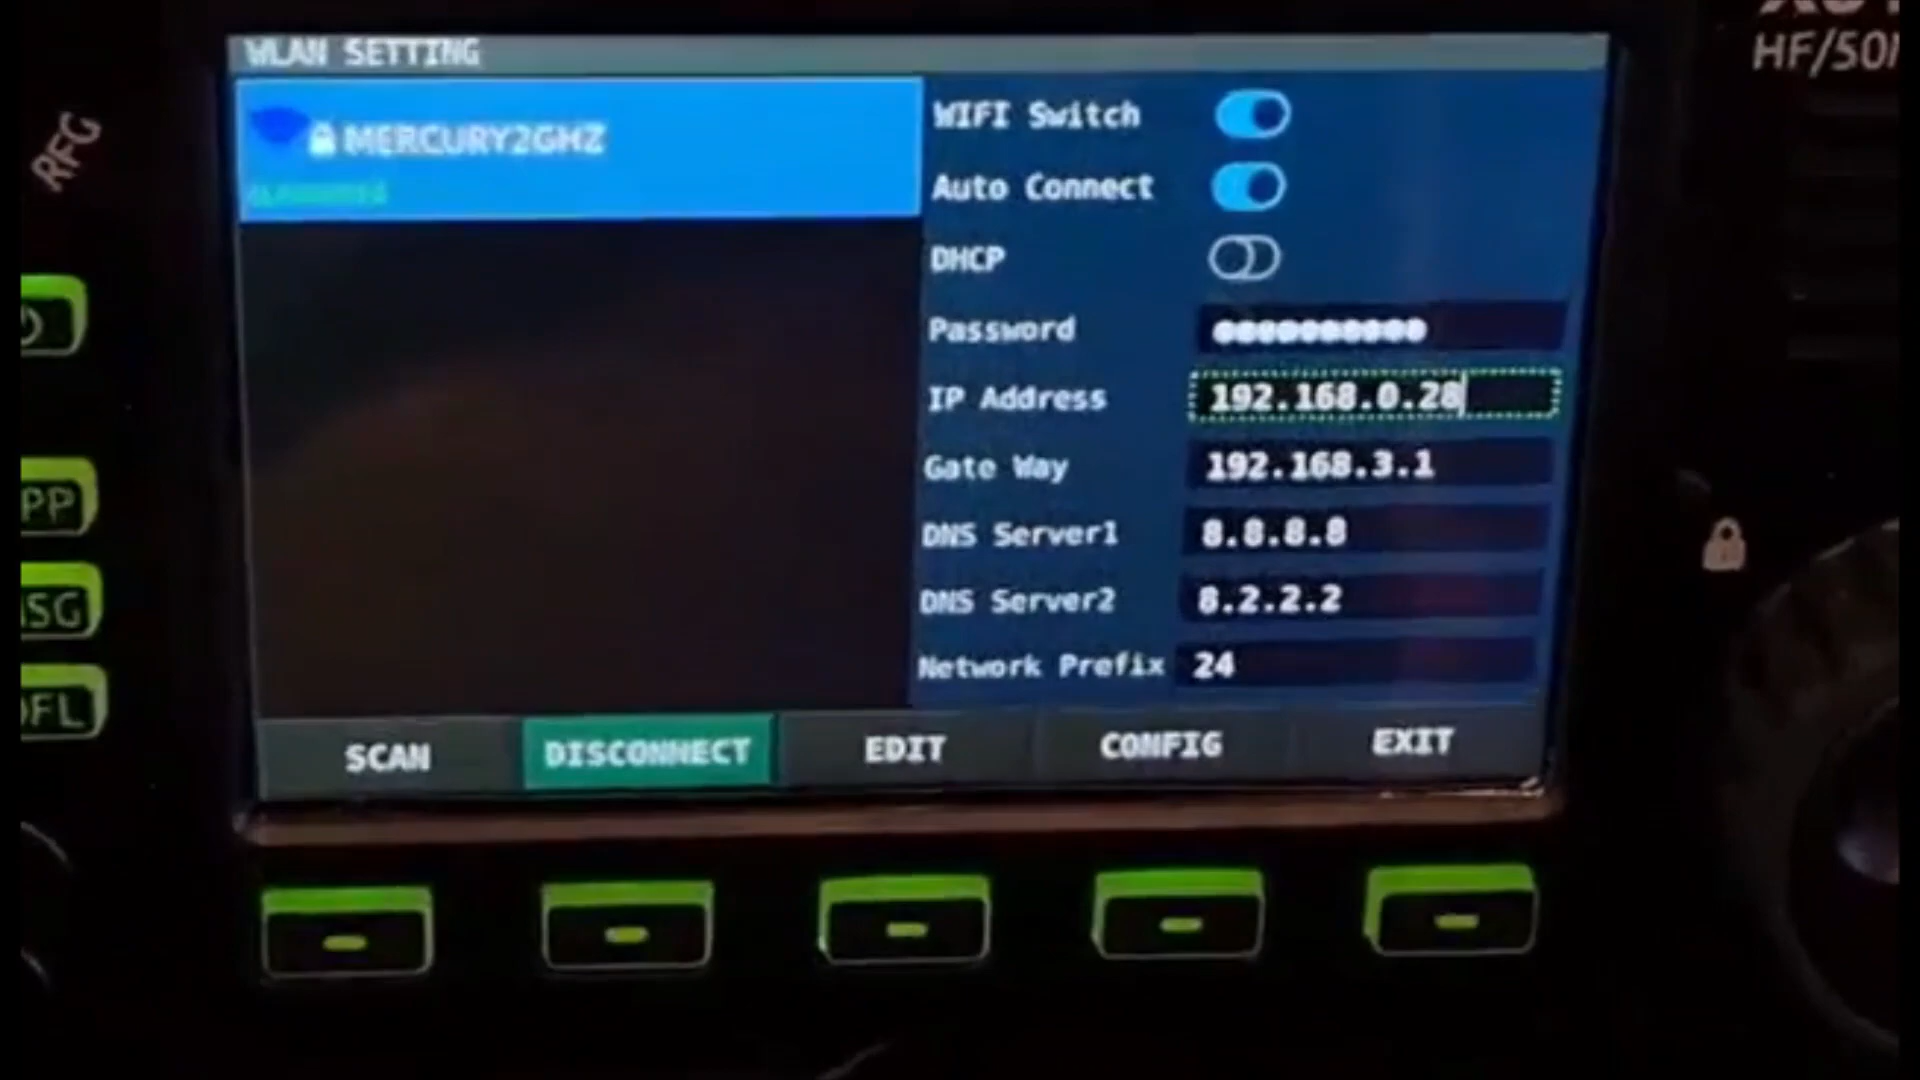 WLAN SETTING
MERCURY2GHZ
WIFI Switch
Auto Connect
DHCP
Password
IP Address 192.168.0.28
Gate Way 192.168.3.1
DNS Server1 8.8.8.8
DNS Server2 8.2.2.2
Network Prefix 24
SCAN DISCONNECT EDIT CONFIG EXIT
RFG
PP
SG
FL
HF/50